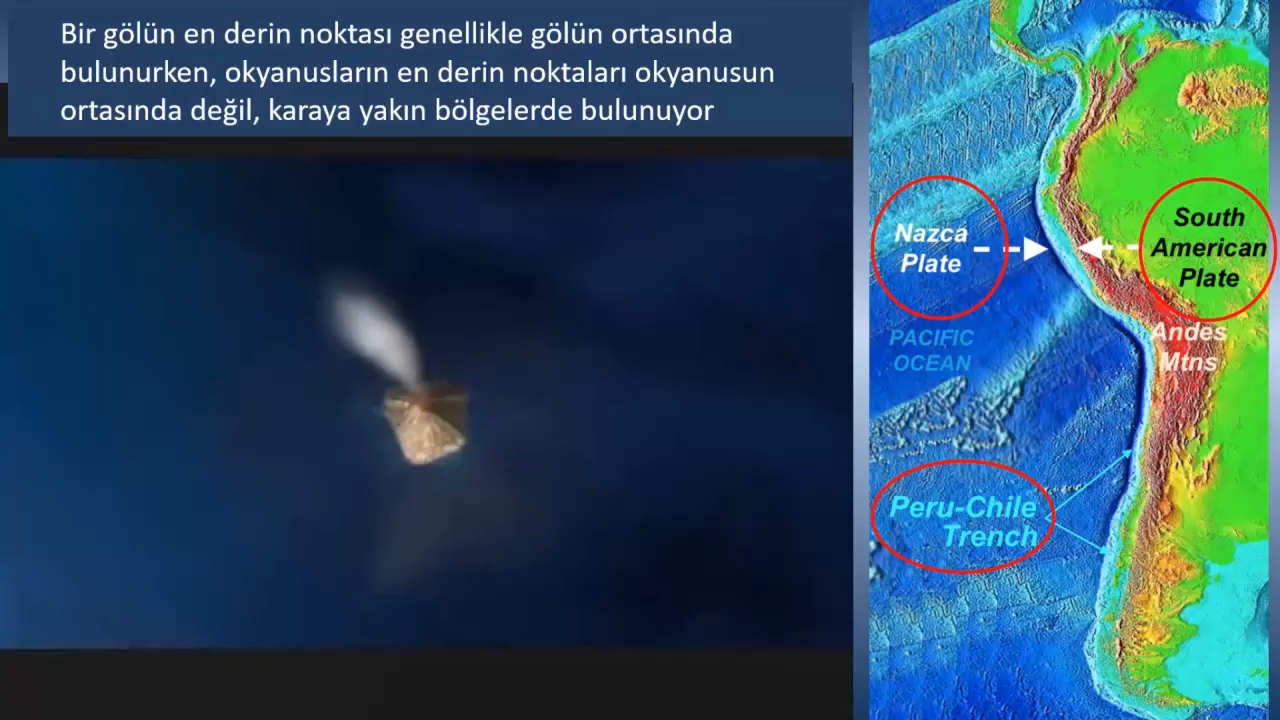 Bir gölün en derin noktası genellikle gölün ortasında
bulunurken, okyanusların en derin noktaları okyanusun
ortasında değil, karaya yakın bölgelerde bulunuyor
Nazca
Plate
South
American
Plate
PACIFIC
OCEAN
Andes
Mtns
Peru-Chile
Trench